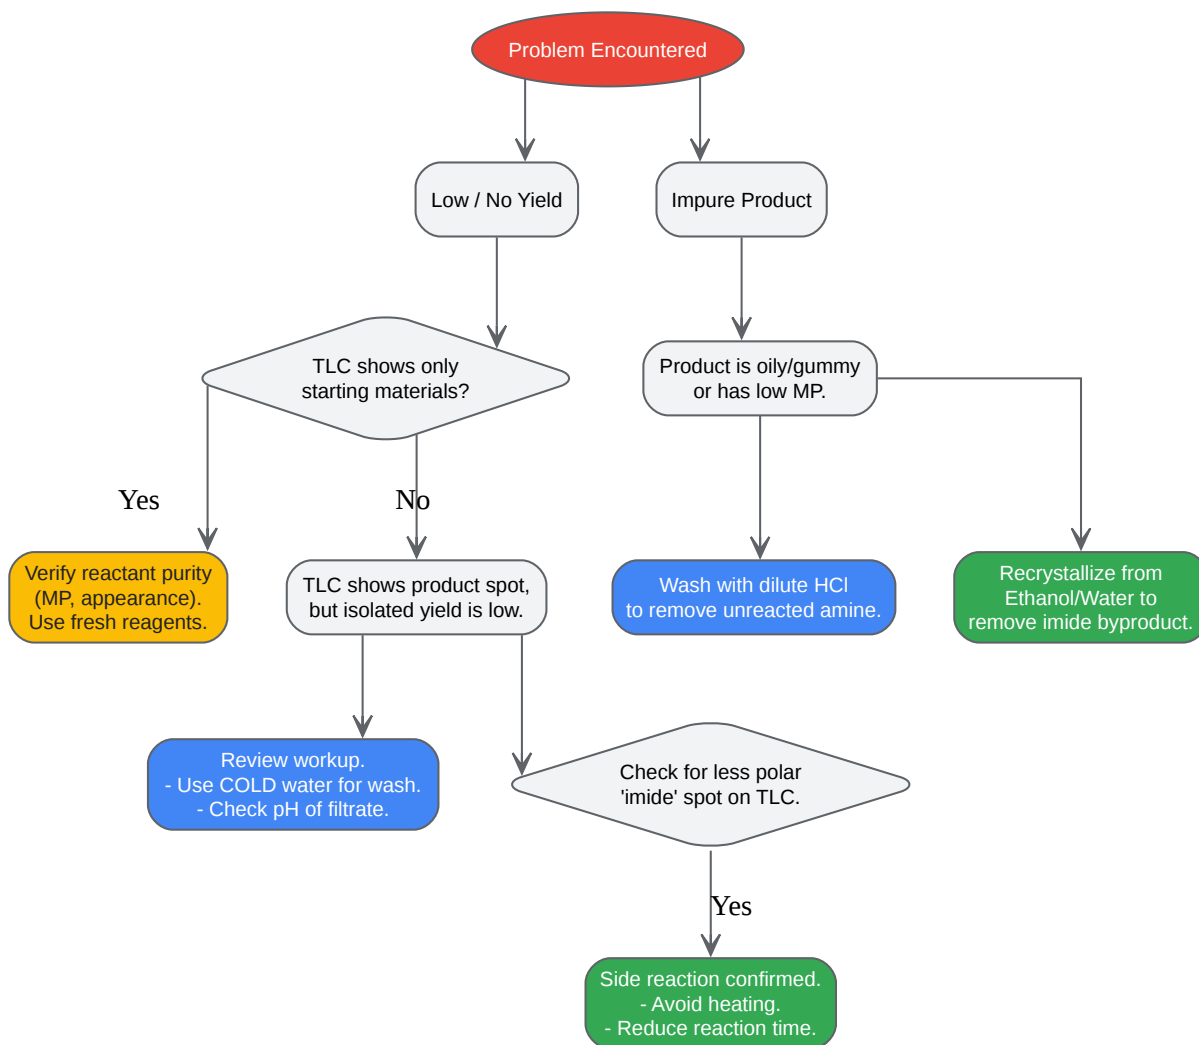 Problem Encountered
Low / No Yield
Impure Product
TLC shows only
starting materials?
Product is oily/gummy
or has low MP.
Yes
No
Verify reactant purity
(MP, appearance).
Use fresh reagents.
TLC shows product spot,
but isolated yield is low.
Wash with dilute HCl
to remove unreacted amine.
Recrystallize from
Ethanol/Water to
remove imide byproduct.
Review workup.
- Use COLD water for wash.
- Check pH of filtrate.
Check for less polar
'imide' spot on TLC.
Yes
Side reaction confirmed.
- Avoid heating.
- Reduce reaction time.